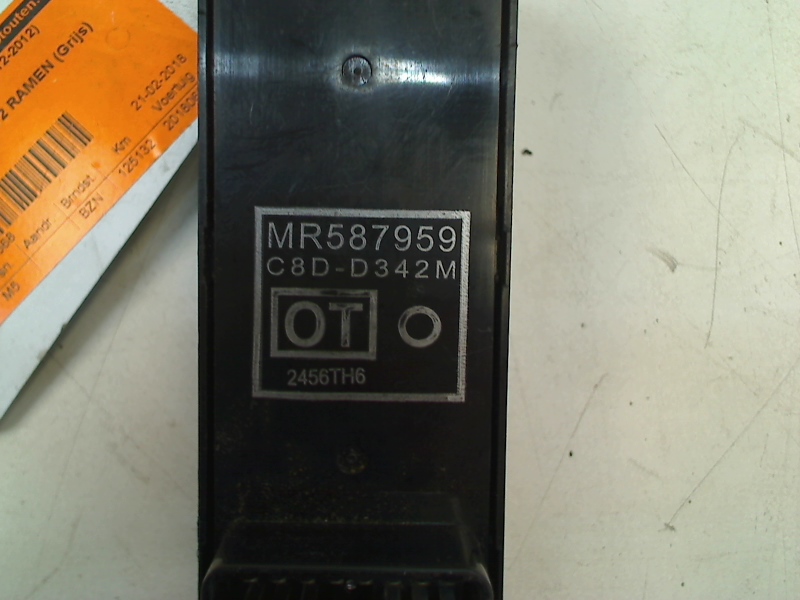 MR587959
C8D-D342M
OT O
2456TH6
2-2012)
2 RAMEN (Grijs)
21-02-2018
Voertuig
Km
125132
Brndst.
BZN
Aandr.
M5